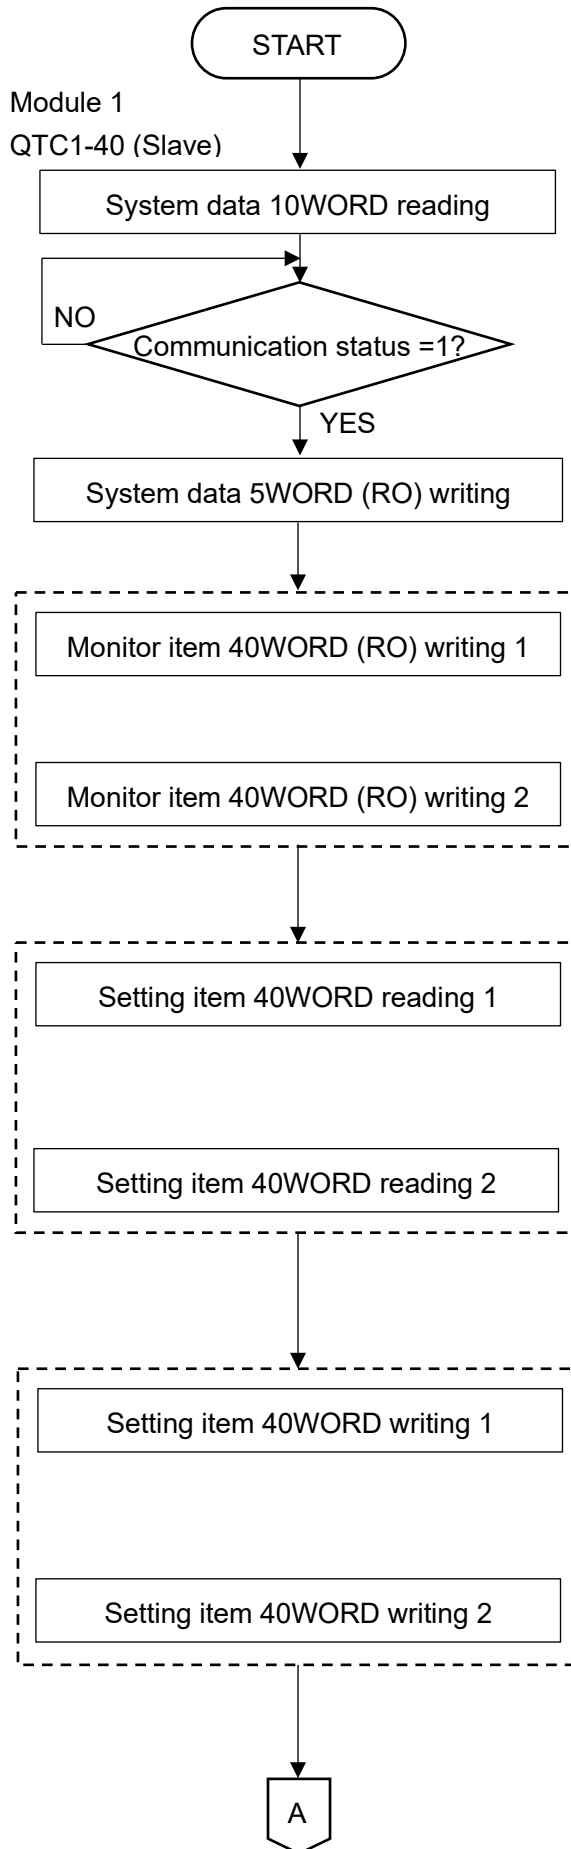 START
Module 1
QTC1-40 (Slave)
System data 10WORD reading
NO
Communication status =1?
YES
System data 5WORD (RO) writing
Monitor item 40WORD (RO) writing 1
Monitor item 40WORD (RO) writing 2
Setting item 40WORD reading 1
Setting item 40WORD reading 2
Setting item 40WORD writing 1
Setting item 40WORD writing 2
A